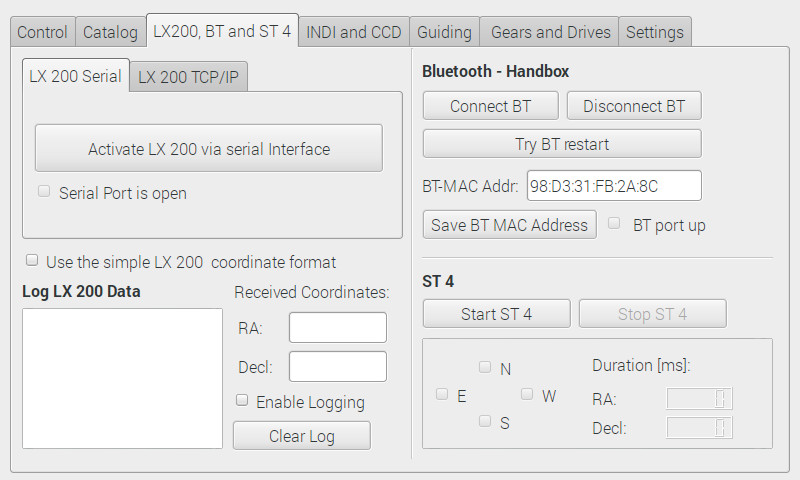 Control Catalog LX200, BT and ST 4 INDI and CCD Guiding Gears and Drives Settings
LX 200 Serial LX 200 TCP/IP
Activate LX 200 via serial Interface
Serial Port is open
Use the simple LX 200 coordinate format
Log LX 200 Data
Received Coordinates:
RA:
Decl:
Enable Logging
Clear Log
Bluetooth - Handbox
Connect BT Disconnect BT
Try BT restart
BT-MAC Addr: 98:D3:31:FB:2A:8C
Save BT MAC Address BT port up
ST 4
Start ST 4 Stop ST 4
N
E W
S
Duration [ms]:
RA:
Decl: